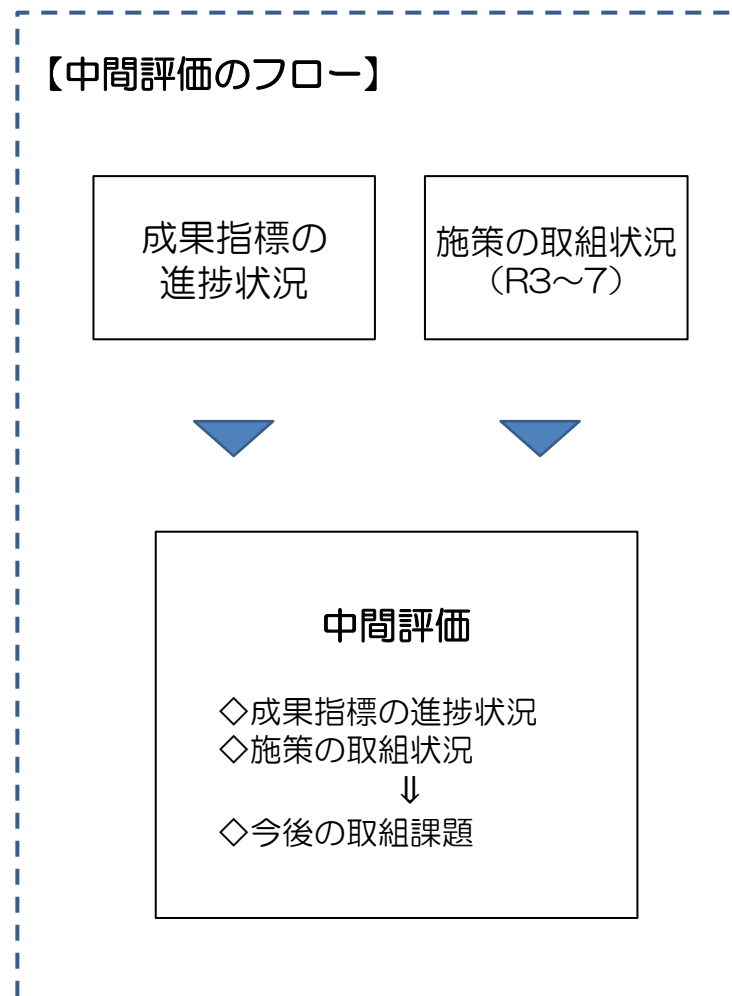 【中間評価のフロー】
成果指標の
進捗状況
施策の取組状況
（R3～7）
中間評価
◇成果指標の進捗状況
◇施策の取組状況
⇓
◇今後の取組課題